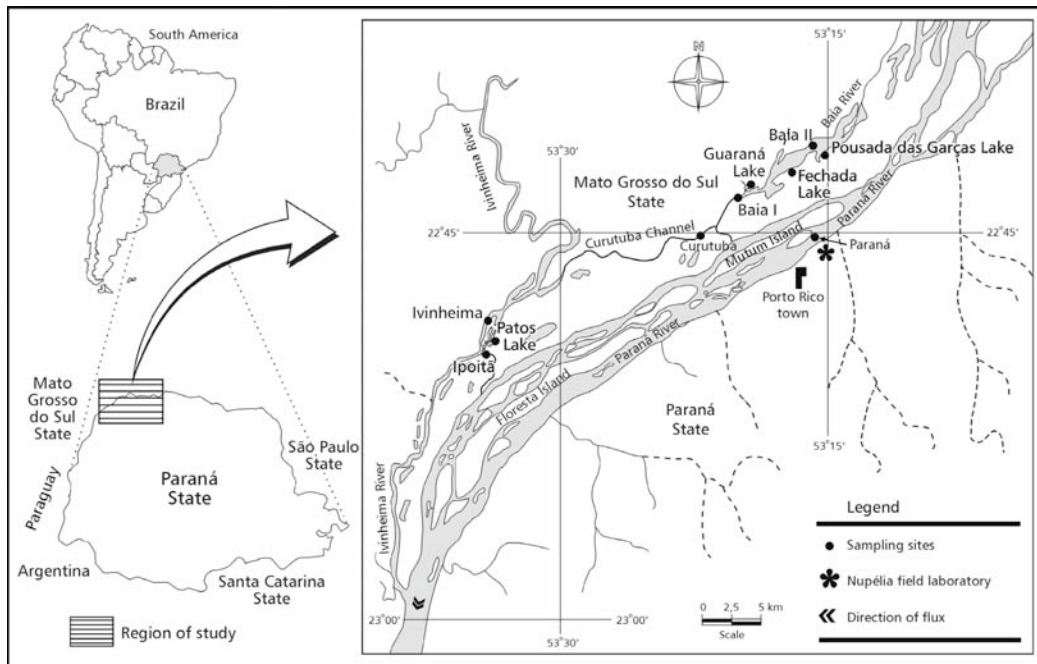 South America
Brazil
Mato
Grosso
do Sul
State
São Paulo
State
Paraná
State
Paraguay
Argentina
Santa Catarina
State
Region of study
N
53°15'
Baia River
Baía II
Pousada das Garças Lake
Guaraná
Lake
Fechada
Lake
53°30'
Ivinheima River
Mato Grosso do Sul
State
Baia I
Paraná River
22°45'
Curutuba Channel
Curutuba
Mutum Island
Paraná
22°45'
Porto Rico
town
Ivinheima
Patos
Lake
Ipoitã
Paraná River
Floresta Island
Paraná
State
53°15'
Ivinheima River
Legend
Sampling sites
Nupélia field laboratory
Direction of flux
0 2,5 5 km
Scale
23°00'
53°30'
23°00'